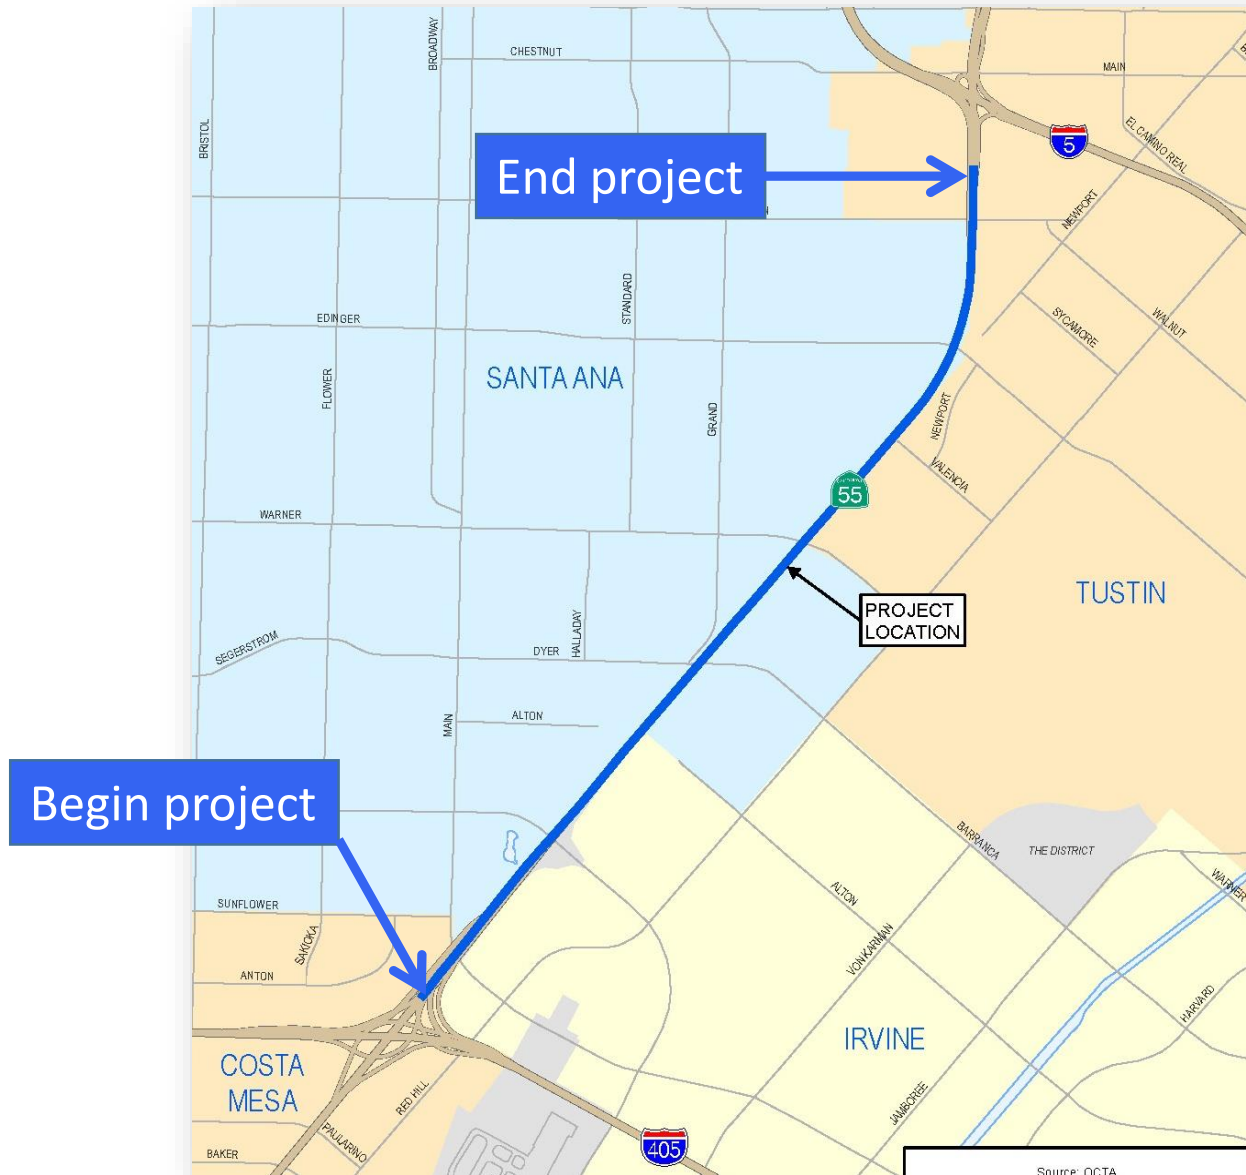 BROADWAY
CHESTNUT
MAIN
BRISTOL
5
EL CAMINO REAL
End project
NEWPORT
STANDARD
EDINGER
SYCAMORE
WALNUT
SANTA ANA
FLOWER
GRAND
NEWPORT
VALENCIA
CALIFORNIA
55
WARNER
PROJECT
LOCATION
TUSTIN
HALLADAY
SEGERSTROM
DYER
ALTON
MAIN
Begin project
BARRANCA
THE DISTRICT
WARNER
ALTON
SUNFLOWER
SAKIOKA
VON KARMAN
ANTON
HARVARD
IRVINE
COSTA
MESA
RED HILL
JAMBOREE
PAULARINO
405
BAKER
Source: OCTA